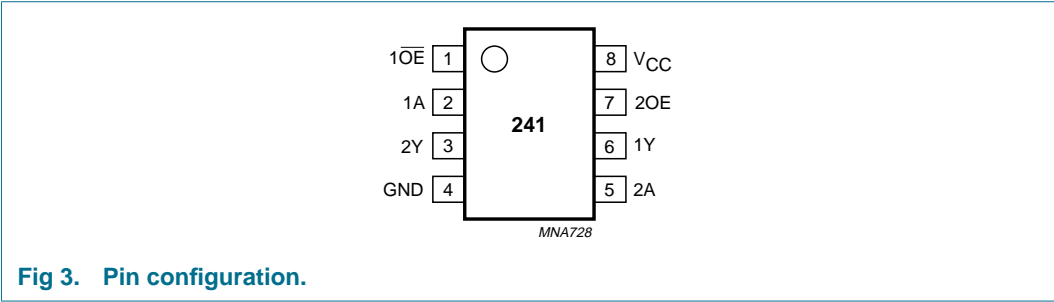 1O̅E̅ 1 8 VCC
1A 2 7 2OE
241
2Y 3 6 1Y
GND 4 5 2A
MNA728
Fig 3. Pin configuration.